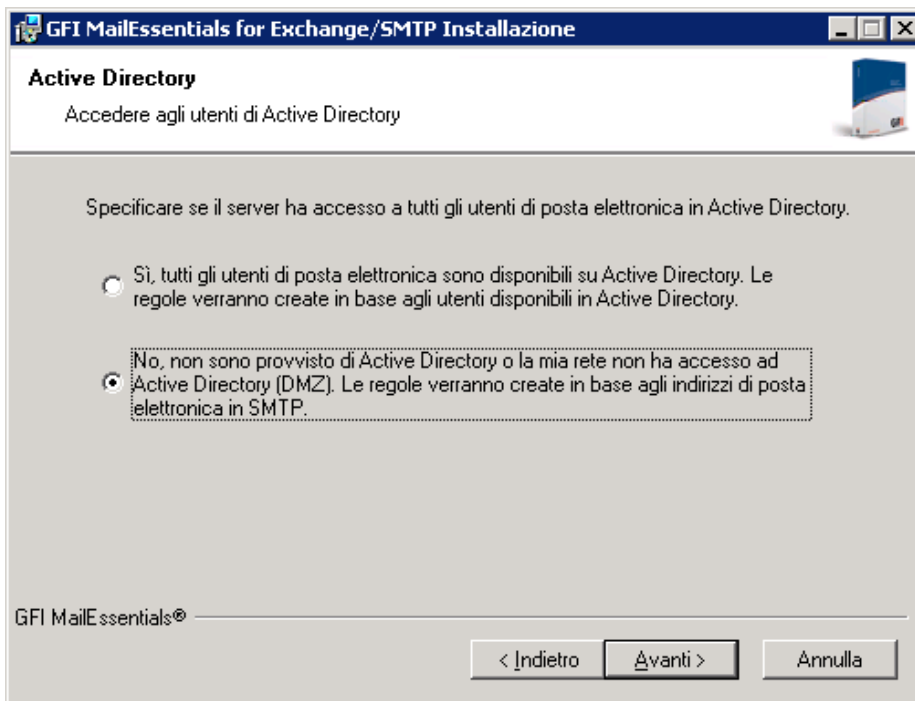 GFI MailEssentials for Exchange/SMTP Installazione
Active Directory
Accedere agli utenti di Active Directory
GFI
Specificare se il server ha accesso a tutti gli utenti di posta elettronica in Active Directory.
Sì, tutti gli utenti di posta elettronica sono disponibili su Active Directory. Le
regole verranno create in base agli utenti disponibili in Active Directory.
No, non sono provvisto di Active Directory o la mia rete non ha accesso ad
Active Directory (DMZ). Le regole verranno create in base agli indirizzi di posta
elettronica in SMTP.
GFI MailEssentials®
< Indietro
Avanti >
Annulla